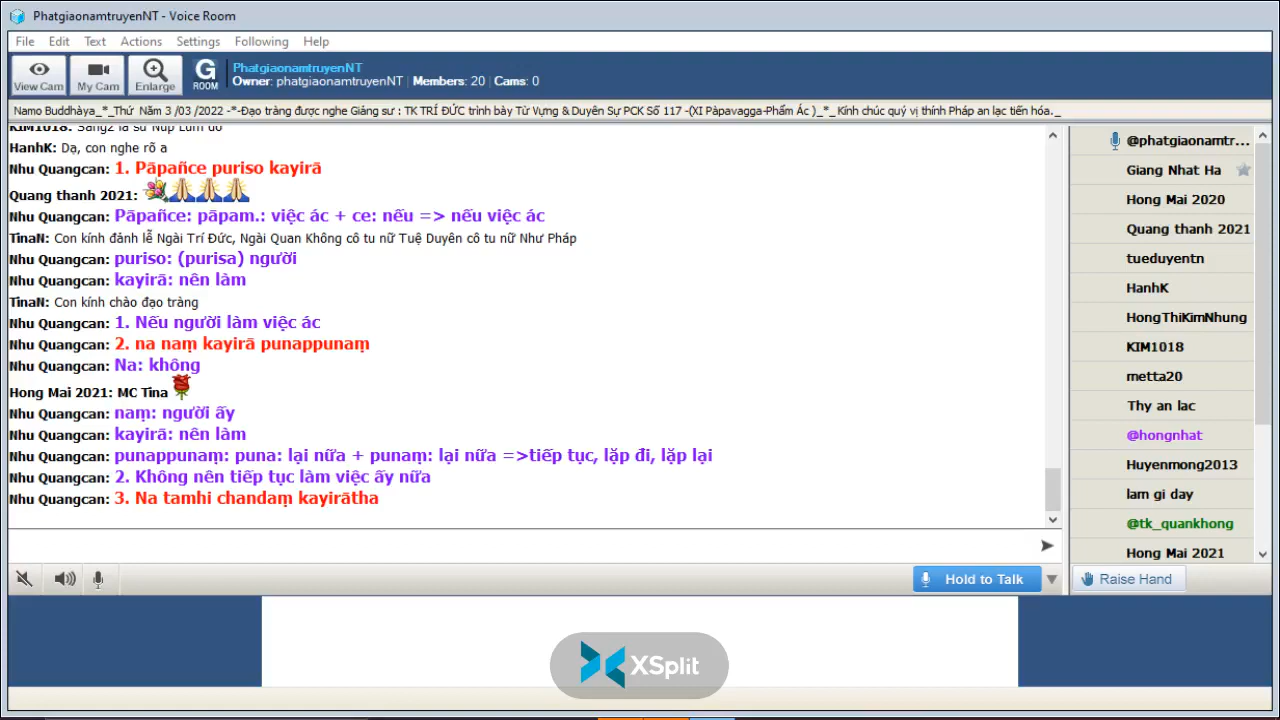 PhatgiaonamtruyenNT - Voice Room
File Edit Text Actions Settings Following Help
View Cam
My Cam
Enlarge
G ROOM
PhatgiaonamtruyenNT
Owner: phatgiaonamtruyenNT | Members: 20 | Cams: 0
Namo Buddhàya_*_Thứ Năm 3 /03 /2022 -*-Đạo tràng được nghe Giảng sư : TK TRÍ ĐỨC trình bày Từ Vựng & Duyên Sự PCK Số 117 -(XI Pàpavagga-Phẩm Ác )_*_ Kính chúc quý vị thính Pháp an lạc tiến hóa._
KIM1018: Sang2 là sư Núp Lùm đó
HanhK: Dạ, con nghe rõ ạ
Nhu Quangcan: 1. Pāpañce puriso kayirā
Quang thanh 2021:
Nhu Quangcan: Pāpañce: pāpam.: việc ác + ce: nếu => nếu việc ác
TinaN: Con kính đảnh lễ Ngài Trí Đức, Ngài Quan Không cô tu nữ Tuệ Duyên cô tu nữ Như Pháp
Nhu Quangcan: puriso: (purisa) người
Nhu Quangcan: kayirā: nên làm
TinaN: Con kính chào đạo tràng
Nhu Quangcan: 1. Nếu người làm việc ác
Nhu Quangcan: 2. na naṃ kayirā punappunaṃ
Nhu Quangcan: Na: không
Hong Mai 2021: MC Tina
Nhu Quangcan: naṃ: người ấy
Nhu Quangcan: kayirā: nên làm
Nhu Quangcan: punappunaṃ: puna: lại nữa + punaṃ: lại nữa =>tiếp tục, lặp đi, lặp lại
Nhu Quangcan: 2. Không nên tiếp tục làm việc ấy nữa
Nhu Quangcan: 3. Na tamhi chandaṃ kayirātha
@phatgiaonamtr...
Giang Nhat Ha
Hong Mai 2020
Quang thanh 2021
tueduyentn
HanhK
HongThiKimNhung
KIM1018
metta20
Thy an lac
@hongnhat
Huyenmong2013
lam gi day
@tk_quankhong
Hong Mai 2021
Hold to Talk
Raise Hand
XSplit